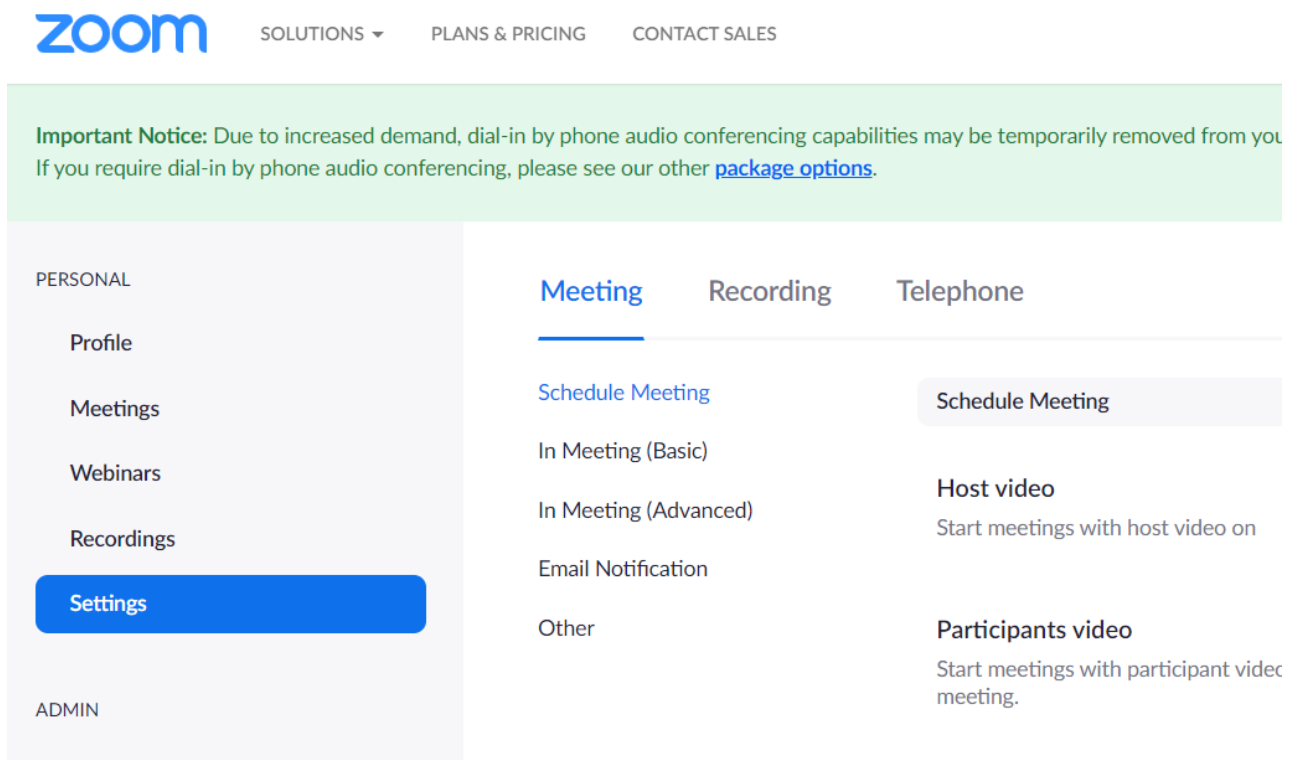 zoom SOLUTIONS PLANS & PRICING CONTACT SALES
Important Notice: Due to increased demand, dial-in by phone audio conferencing capabilities may be temporarily removed from
If you require dial-in by phone audio conferencing, please see our other package options.
PERSONAL
Profile
Meetings
Webinars
Recordings
Settings
ADMIN
Meeting Recording Telephone
Schedule Meeting
In Meeting (Basic)
In Meeting (Advanced)
Email Notification
Other
Schedule Meeting
Host video
Start meetings with host video on
Participants video
Start meetings with participant
meeting.